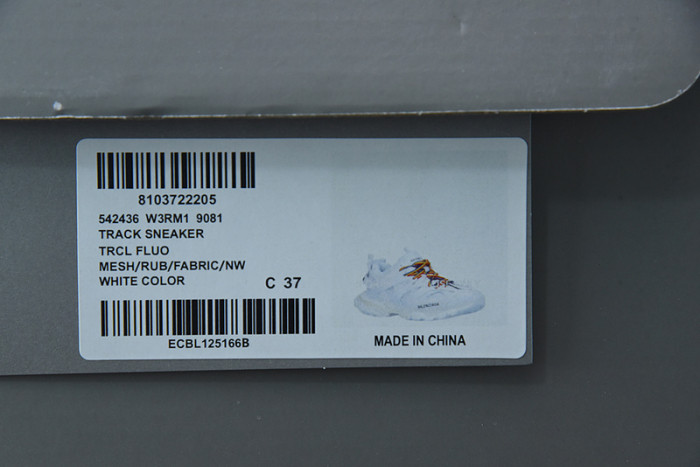 8103722205
542436 W3RM1 9081
TRACK SNEAKER
TRCL FLUO
MESH/RUB/FABRIC/NW
WHITE COLOR C 37
ECBL125166B
MADE IN CHINA